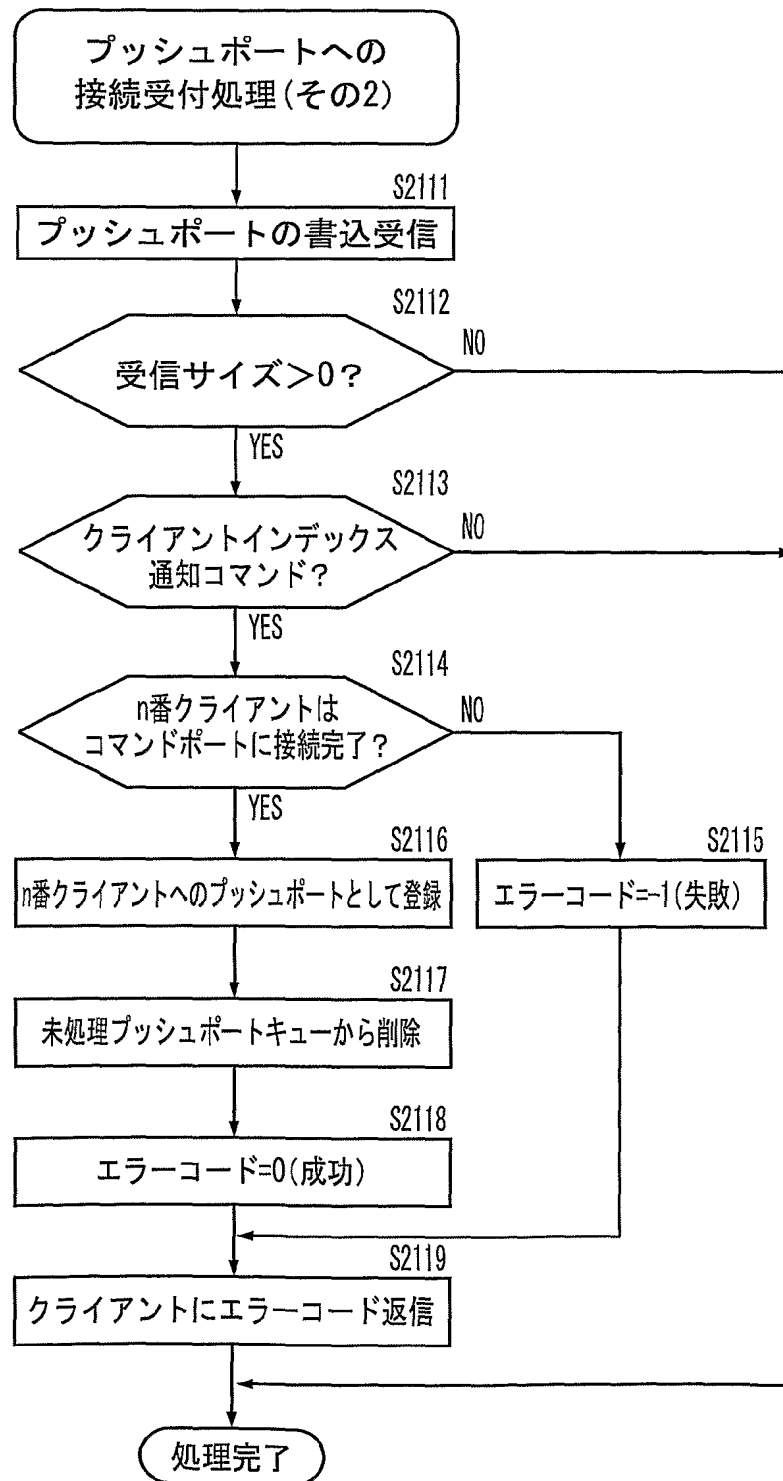 プッシュポートへの
接続受付処理(その2)
S2111
プッシュポートの書込受信
S2112
受信サイズ>0?
NO
YES
S2113
クライアントインデックス
通知コマンド?
NO
YES
S2114
n番クライアントは
コマンドポートに接続完了?
NO
YES
S2116
n番クライアントへのプッシュポートとして登録
S2115
エラーコード=-1(失敗)
S2117
未処理プッシュポートキューから削除
S2118
エラーコード=0(成功)
S2119
クライアントにエラーコード返信
処理完了